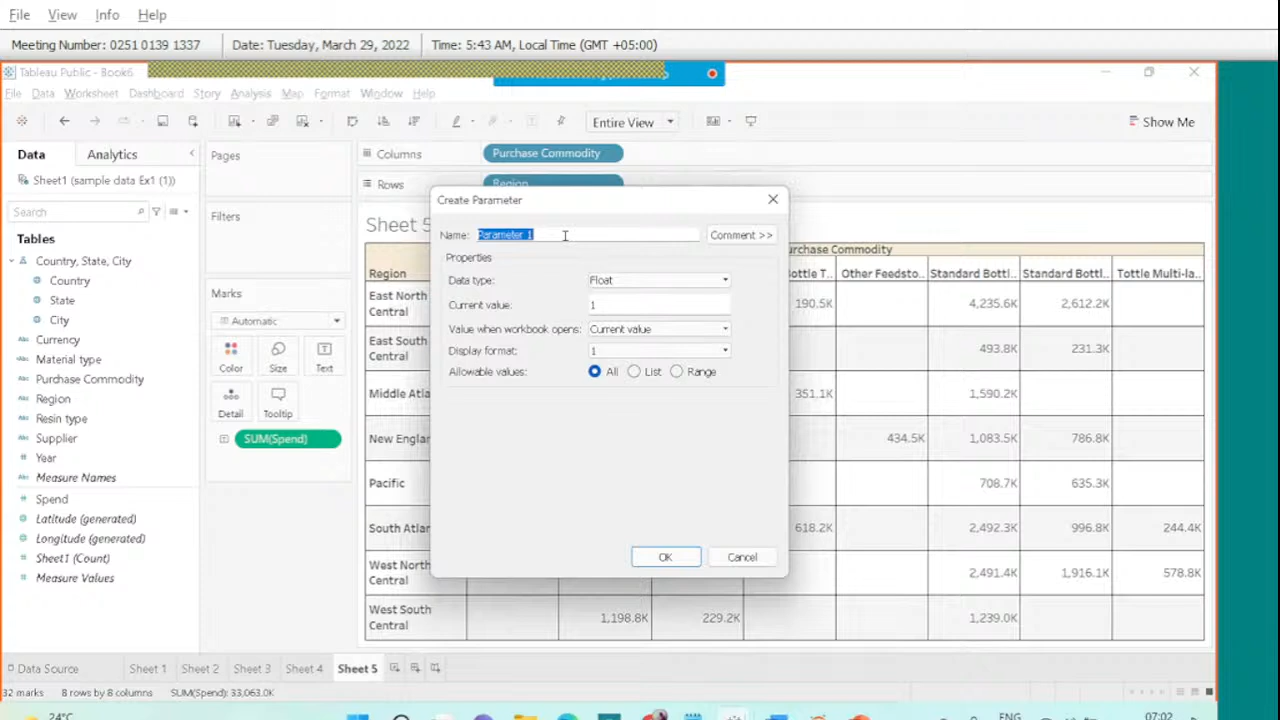 File View Info Help
Meeting Number: 0251 0139 1337 Date: Tuesday, March 29, 2022 Time: 5:43 AM, Local Time (GMT +05:00)
Tableau Public - Book6
File Data Worksheet Dashboard Story Analysis Map Format Window Help
Entire View Show Me
Data Analytics Pages Columns Purchase Commodity
Sheet1 (sample data Ex1 (1)) Rows Region
Search Filters Sheet 5
Tables
Country, State, City
Country
State
City
Currency
Material type
Purchase Commodity
Region
Resin type
Supplier
Year
Measure Names
Spend
Latitude (generated)
Longitude (generated)
Sheet1 (Count)
Measure Values
Marks
Automatic
Color Size Text
Detail Tooltip
SUM(Spend)
Create Parameter
Name: Parameter 1 Comment >>
Properties
Data type: Float
Current value: 1
Value when workbook opens: Current value
Display format: 1
Allowable values: All List Range
OK Cancel
urchase Commodity
Region ottle T... Other Feedsto... Standard Bottl... Standard Bottl... Tottle Multi-la...
East North Central 190.5K 4,235.6K 2,612.2K
East South Central 493.8K 231.3K
Middle Atla 351.1K 1,590.2K
New Englan 434.5K 1,083.5K 786.8K
Pacific 708.7K 635.3K
South Atlan 618.2K 2,492.3K 996.8K 244.4K
West North Central 2,491.4K 1,916.1K 578.8K
West South Central 1,198.8K 229.2K 1,239.0K
Data Source Sheet 1 Sheet 2 Sheet 3 Sheet 4 Sheet 5
32 marks 8 rows by 8 columns SUM(Spend): 33,063.0K
24°C ENG 07:02